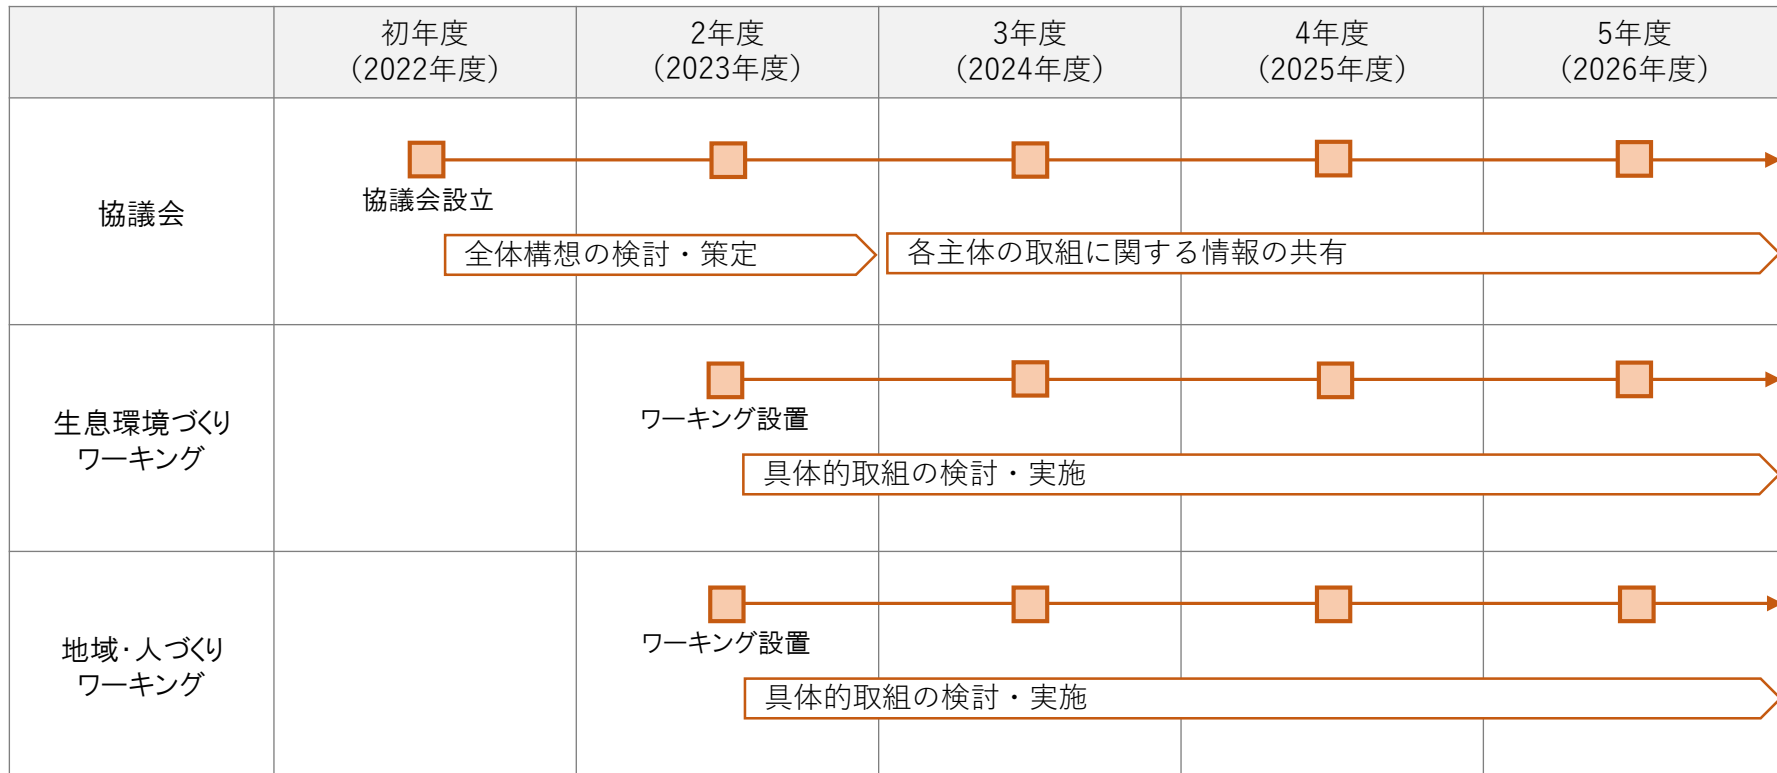 初年度
（2022年度）
2年度
（2023年度）
3年度
（2024年度）
4年度
（2025年度）
5年度
（2026年度）
協議会
協議会設立
全体構想の検討・策定
各主体の取組に関する情報の共有
生息環境づくり
ワーキング
ワーキング設置
具体的取組の検討・実施
地域・人づくり
ワーキング
ワーキング設置
具体的取組の検討・実施